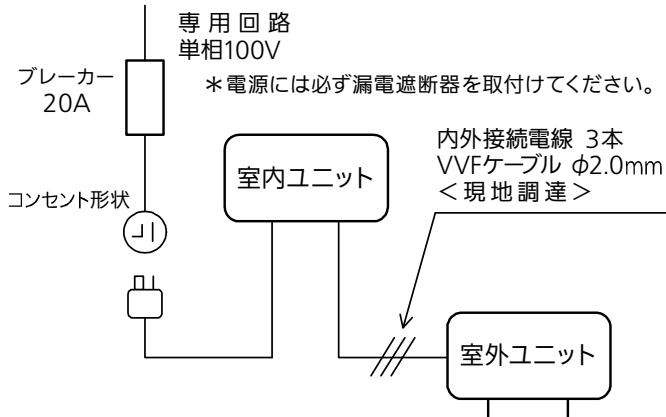 専用回路
単相100V
ブレーカー
20A
＊電源には必ず漏電遮断器を取付けてください。
内外接続電線 3本
VVFケーブル φ2.0mm
＜現地調達＞
室内ユニット
コンセント形状
室外ユニット